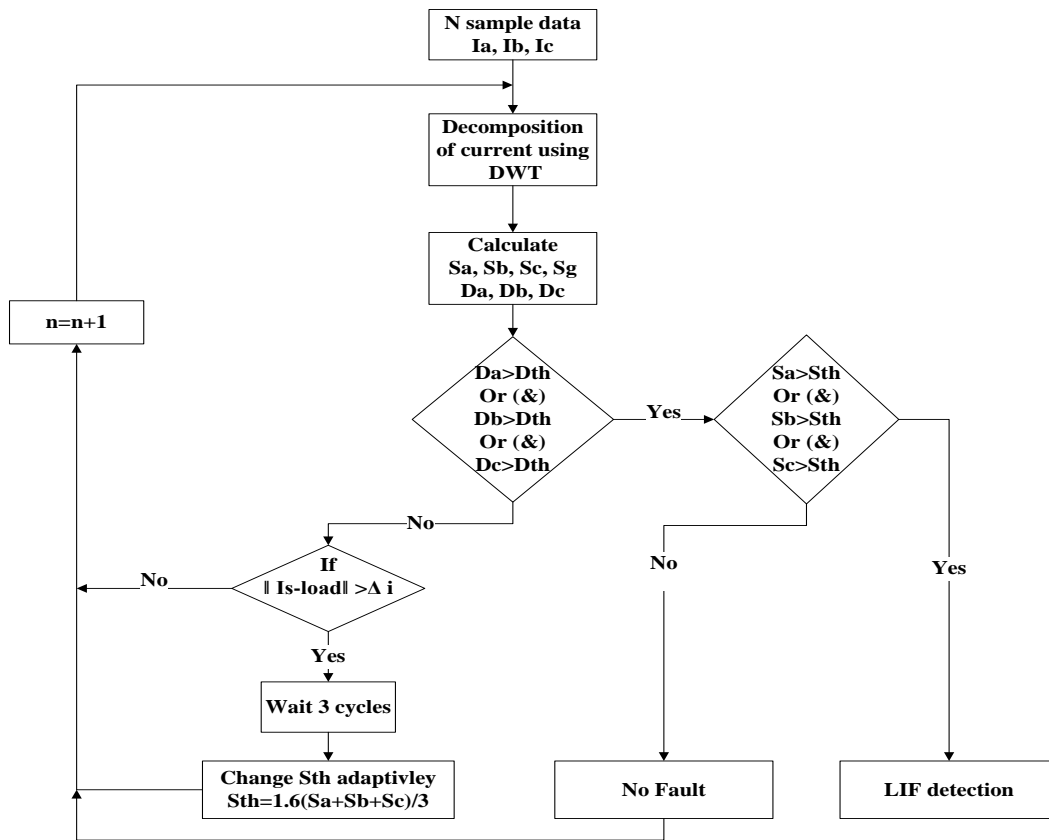 N sample data
Ia, Ib, Ic
Decomposition
of current using
DWT
Calculate
Sa, Sb, Sc, Sg
Da, Db, Dc
n=n+1
Da>Dth
Or (&)
Db>Dth
Or (&)
Dc>Dth
Yes
Sa>Sth
Or (&)
Sb>Sth
Or (&)
Sc>Sth
No
If
‖ Is-load‖ >Δ i
No
No
Yes
Yes
Wait 3 cycles
Change Sth adaptivley
Sth=1.6(Sa+Sb+Sc)/3
No Fault
LIF detection